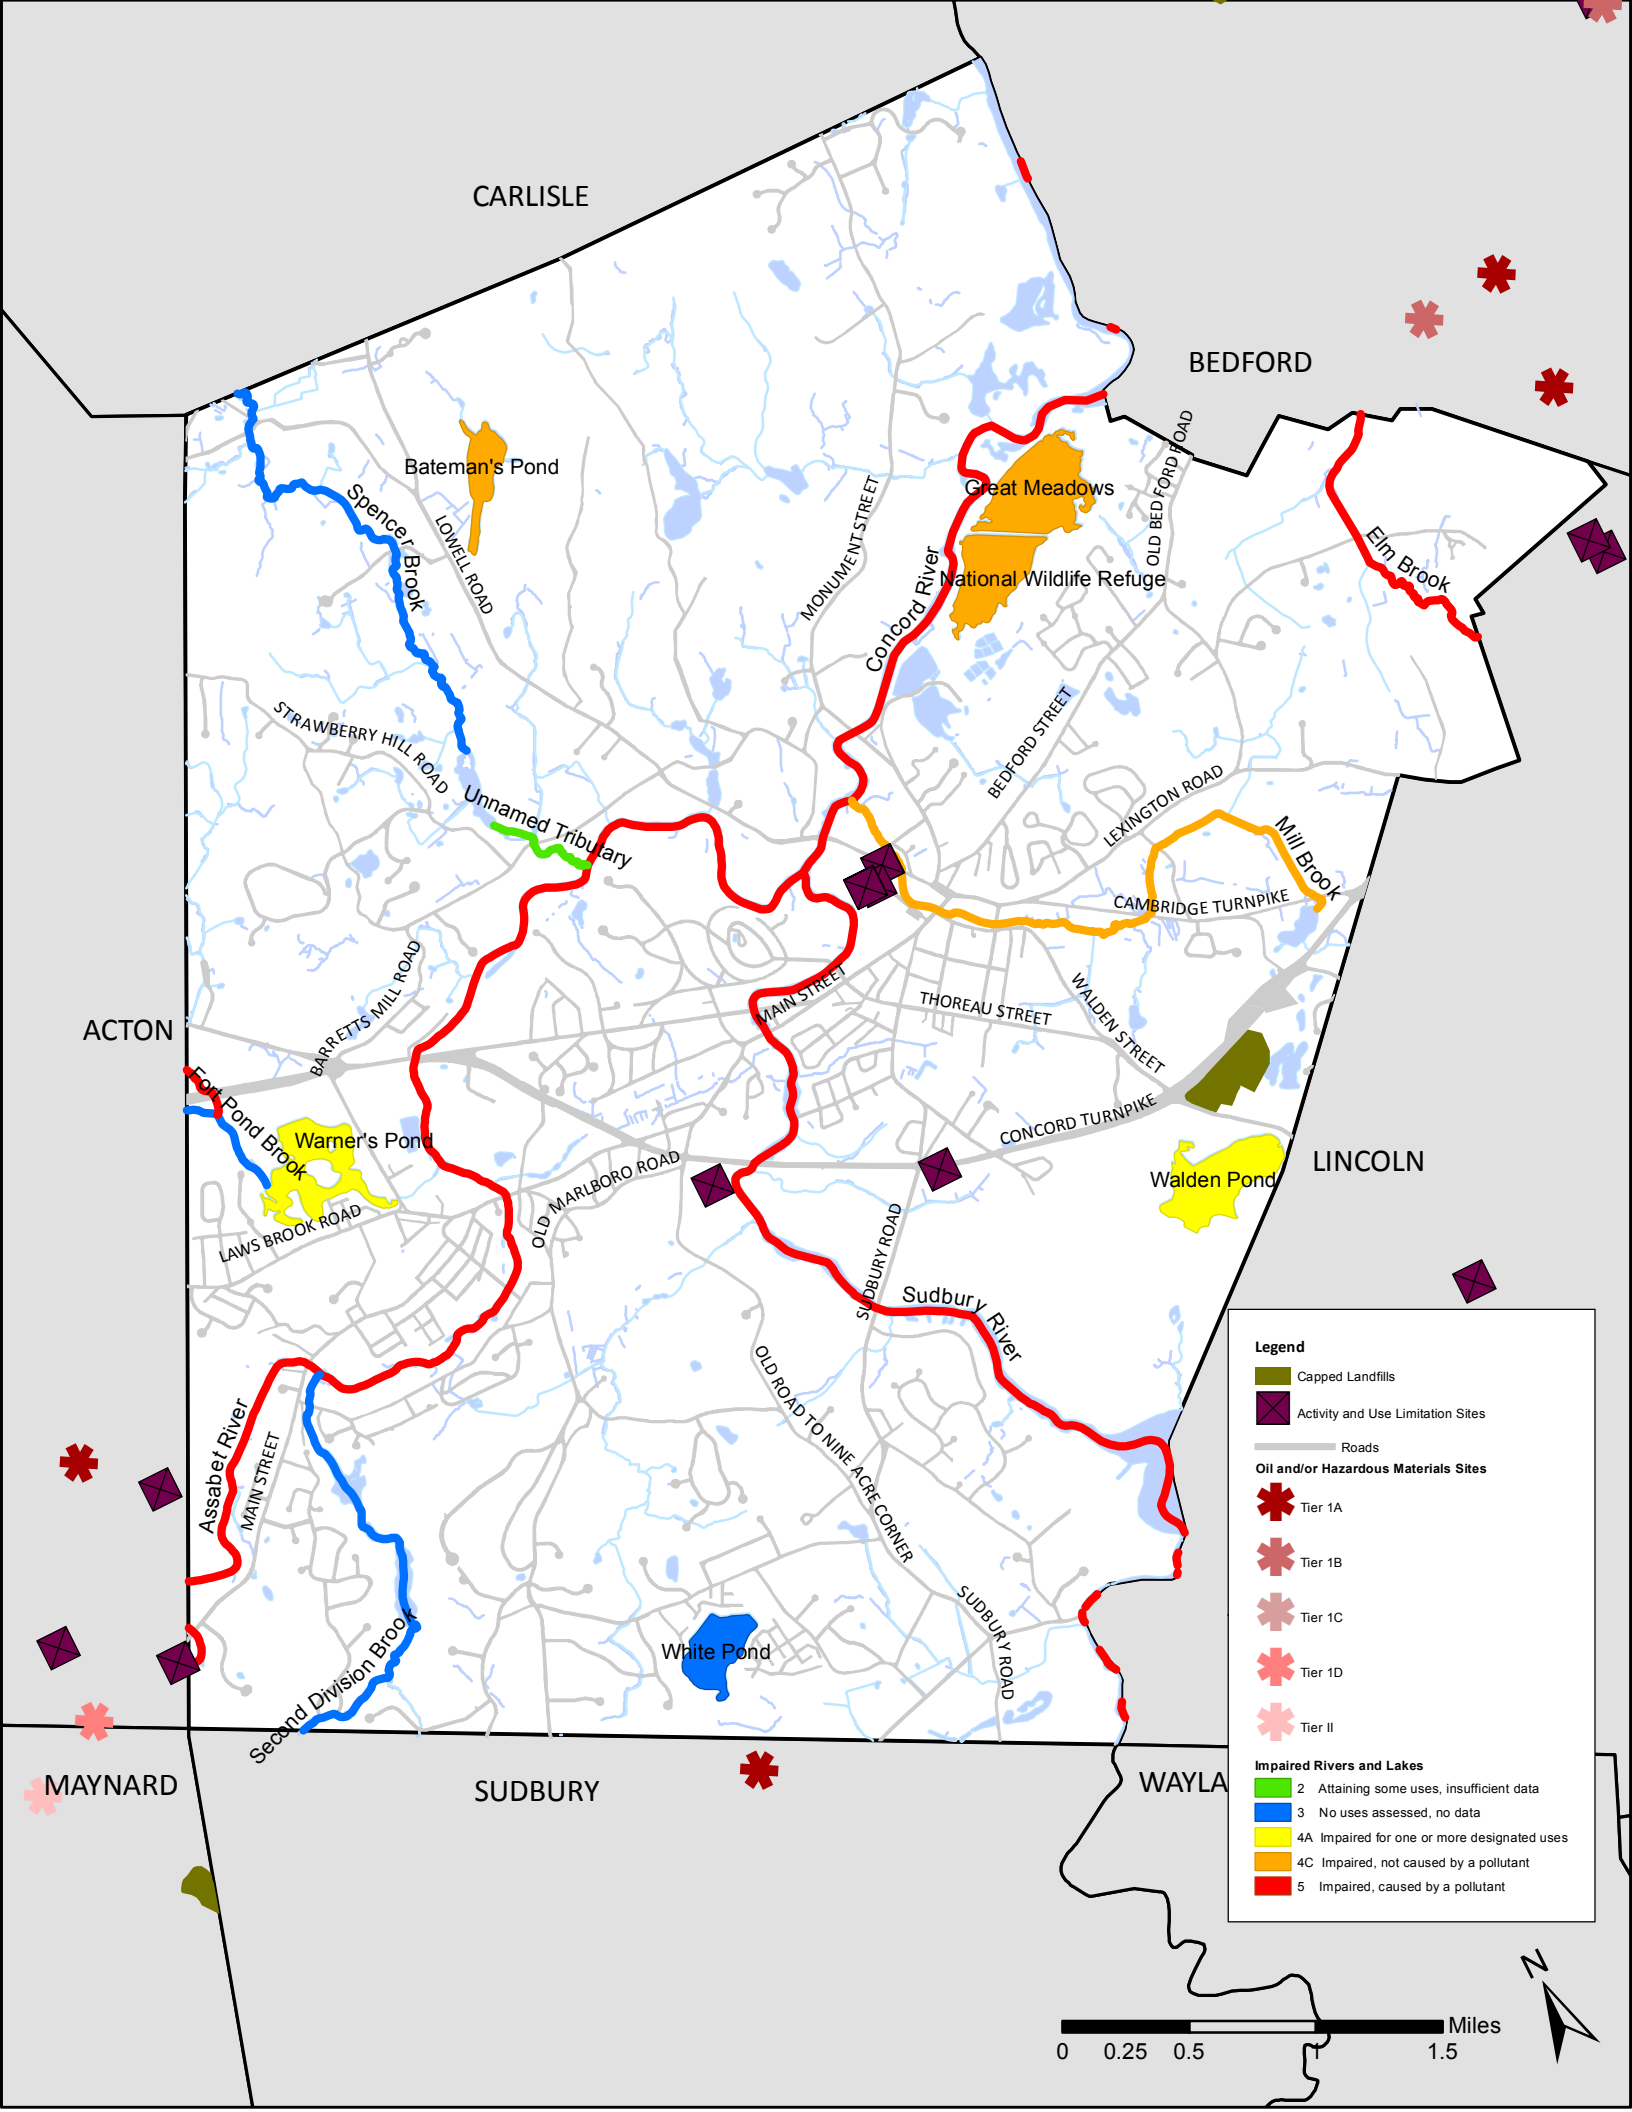 CARLISLE
BEDFORD
Bateman's Pond
Great Meadows
National Wildlife Refuge
Spencer Brook
LOWELL ROAD
MONUMENT STREET
Concord River
OLD BEDFORD ROAD
Elm Brook
STRAWBERRY HILL ROAD
BEDFORD STREET
LEXINGTON ROAD
Unnamed Tributary
Mill Brook
CAMBRIDGE TURNPIKE
BARRETTS MILL ROAD
MAIN STREET
THOREAU STREET
WALDEN STREET
ACTON
Fort Pond Brook
Warner's Pond
CONCORD TURNPIKE
LINCOLN
Walden Pond
OLD MARLBORO ROAD
LAWS BROOK ROAD
SUDBURY ROAD
Sudbury River
OLD ROAD TO NINE ACRE CORNER
Assabet River
MAIN STREET
SUDBURY ROAD
White Pond
Second Division Brook
MAYNARD
SUDBURY
WAYLA
Legend
Capped Landfills
Activity and Use Limitation Sites
Roads
Oil and/or Hazardous Materials Sites
Tier 1A
Tier 1B
Tier 1C
Tier 1D
Tier II
Impaired Rivers and Lakes
2 Attaining some uses, insufficient data
3 No uses assessed, no data
4A Impaired for one or more designated uses
4C Impaired, not caused by a pollutant
5 Impaired, caused by a pollutant
N
Miles
0 0.25 0.5 1 1.5